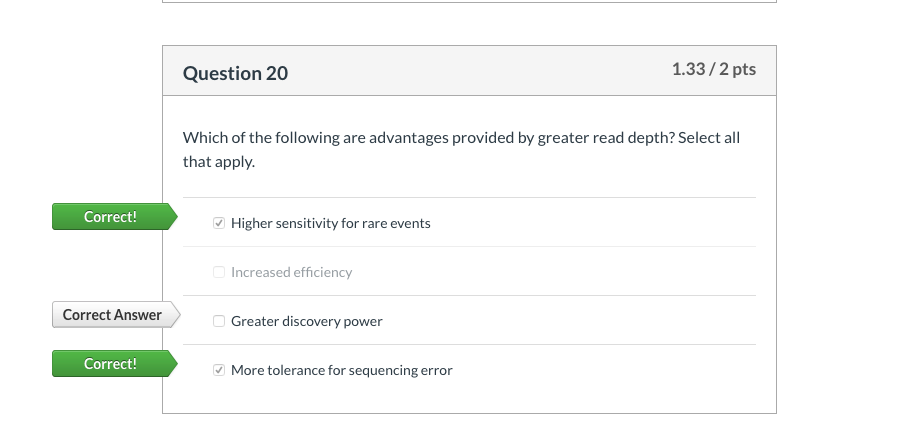 Question 20
1.33 / 2 pts
Which of the following are advantages provided by greater read depth? Select all
that apply.
Correct!
Higher sensitivity for rare events
Increased efficiency
Correct Answer
Greater discovery power
Correct!
More tolerance for sequencing error